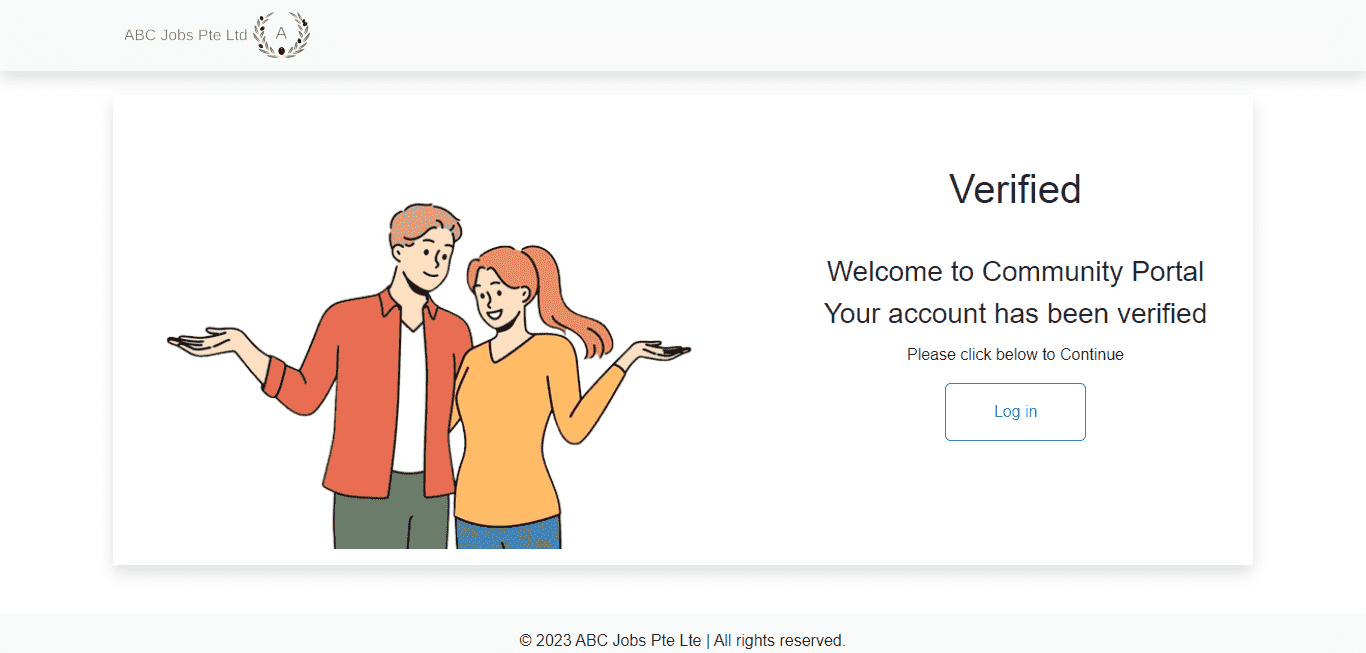 ABC Jobs Pte Ltd
A
Verified
Welcome to Community Portal
Your account has been verified
Please click below to Continue
Log in
© 2023 ABC Jobs Pte Lte | All rights reserved.